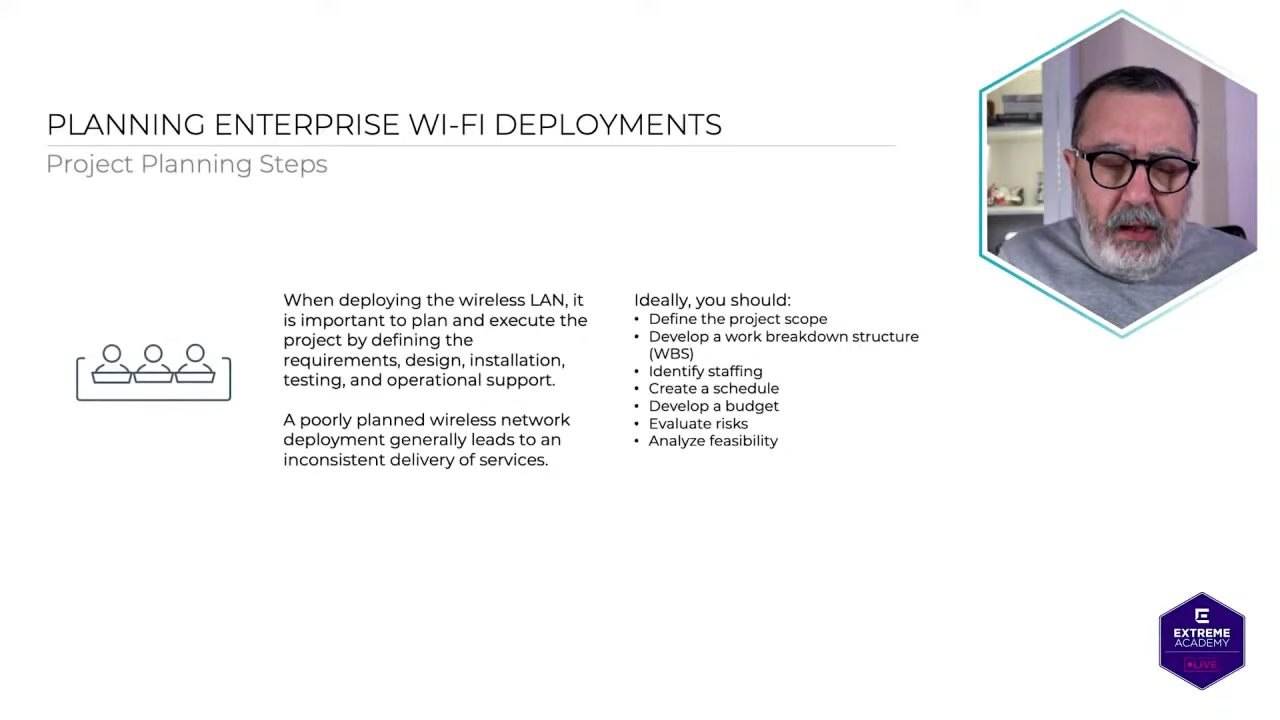 PLANNING ENTERPRISE WI-FI DEPLOYMENTS
Project Planning Steps
When deploying the wireless LAN, it
is important to plan and execute the
project by defining the
requirements, design, installation,
testing, and operational support.
A poorly planned wireless network
deployment generally leads to an
inconsistent delivery of services.
Ideally, you should:
• Define the project scope
• Develop a work breakdown structure
(WBS)
• Identify staffing
• Create a schedule
• Develop a budget
• Evaluate risks
• Analyze feasibility
EXTREME
ACADEMY
LIVE